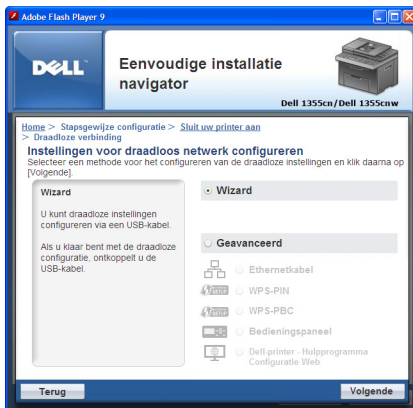 Adobe Flash Player 9
DELL
Eenvoudige installatie
navigator
Dell 1355cn/Dell 1355cnw
Home > Stapsgewijze configuratie > Sluit uw printer aan
> Draadloze verbinding
Instellingen voor draadloos netwerk configureren
Selecteer een methode voor het configureren van de draadloze instellingen en klik daarna op
[Volgende].
Wizard
U kunt draadloze instellingen
configureren via een USB-kabel.
Als u klaar bent met de draadloze
configuratie, ontkoppelt u de
USB-kabel.
Wizard
Geavanceerd
Ethernetkabel
WPS-PIN
WPS-PBC
Bedieningspaneel
Dell-printer - Hulpprogramma
Configuratie Web
Terug
Volgende